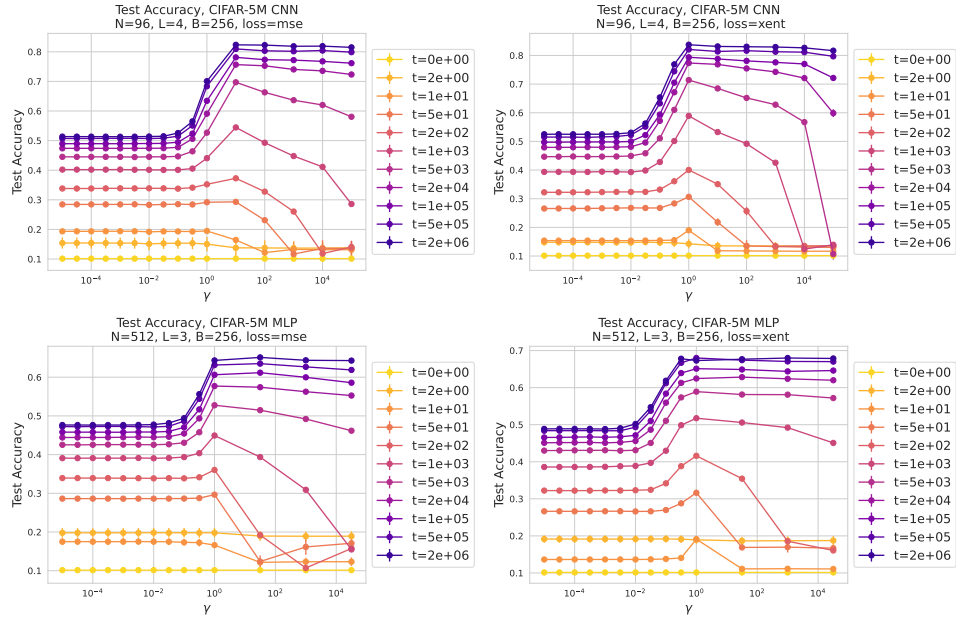 Test Accuracy, CIFAR-5M CNN
N=96, L=4, B=256, loss=mse
Test Accuracy
0.8
0.7
0.6
0.5
0.4
0.3
0.2
0.1
10⁻⁴
10⁻²
10⁰
10²
10⁴
γ
t=0e+00
t=2e+00
t=1e+01
t=5e+01
t=2e+02
t=1e+03
t=5e+03
t=2e+04
t=1e+05
t=5e+05
t=2e+06
Test Accuracy, CIFAR-5M CNN
N=96, L=4, B=256, loss=xent
Test Accuracy
0.8
0.7
0.6
0.5
0.4
0.3
0.2
0.1
10⁻⁴
10⁻²
10⁰
10²
10⁴
γ
t=0e+00
t=2e+00
t=1e+01
t=5e+01
t=2e+02
t=1e+03
t=5e+03
t=2e+04
t=1e+05
t=5e+05
t=2e+06
Test Accuracy, CIFAR-5M MLP
N=512, L=3, B=256, loss=mse
Test Accuracy
0.6
0.5
0.4
0.3
0.2
0.1
10⁻⁴
10⁻²
10⁰
10²
10⁴
γ
t=0e+00
t=2e+00
t=1e+01
t=5e+01
t=2e+02
t=1e+03
t=5e+03
t=2e+04
t=1e+05
t=5e+05
t=2e+06
Test Accuracy, CIFAR-5M MLP
N=512, L=3, B=256, loss=xent
Test Accuracy
0.7
0.6
0.5
0.4
0.3
0.2
0.1
10⁻⁴
10⁻²
10⁰
10²
10⁴
γ
t=0e+00
t=2e+00
t=1e+01
t=5e+01
t=2e+02
t=1e+03
t=5e+03
t=2e+04
t=1e+05
t=5e+05
t=2e+06